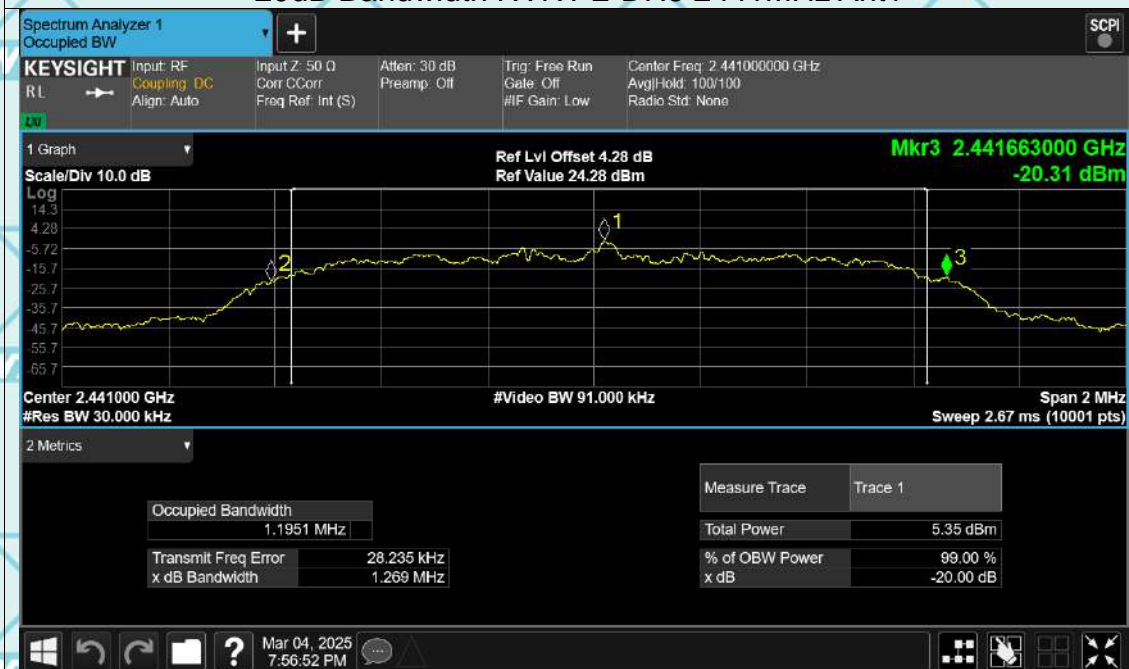 Spectrum Analyzer 1
Occupied BW
+
SCPI
KEYSIGHT
RL
LXI
Input: RF
Coupling: DC
Align: Auto
Input Z: 50 Ω
Corr CCorr
Freq Ref: Int (S)
Atten: 30 dB
Preamp: Off
Trig: Free Run
Gate: Off
#IF Gain: Low
Center Freq: 2.441000000 GHz
Avg|Hold: 100/100
Radio Std: None
1 Graph
Scale/Div 10.0 dB
Ref Lvl Offset 4.28 dB
Ref Value 24.28 dBm
Mkr3 2.441663000 GHz
-20.31 dBm
Log
14.3
4.28
-5.72
-15.7
-25.7
-35.7
-45.7
-55.7
-65.7
1
2
3
Center 2.441000 GHz
#Res BW 30.000 kHz
#Video BW 91.000 kHz
Span 2 MHz
Sweep 2.67 ms (10001 pts)
2 Metrics
Occupied Bandwidth
1.1951 MHz
Transmit Freq Error 28.235 kHz
x dB Bandwidth 1.269 MHz
Measure Trace Trace 1
Total Power 5.35 dBm
% of OBW Power 99.00 %
x dB -20.00 dB
?
Mar 04, 2025
7:56:52 PM